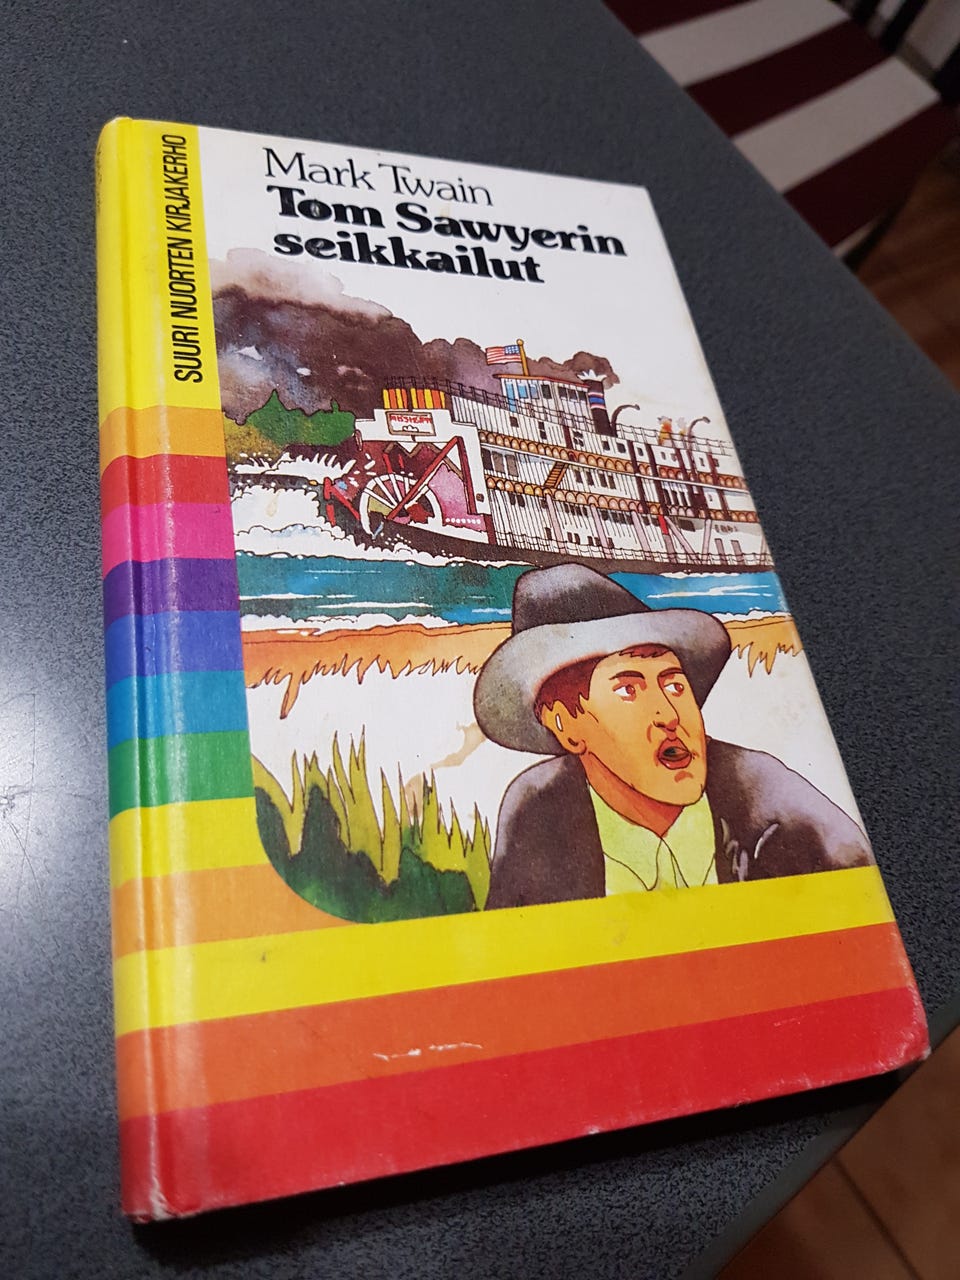 Mark Twain
Tom Sawyerin
seikkailut
SUURI NUORTEN KIRJAKERHO